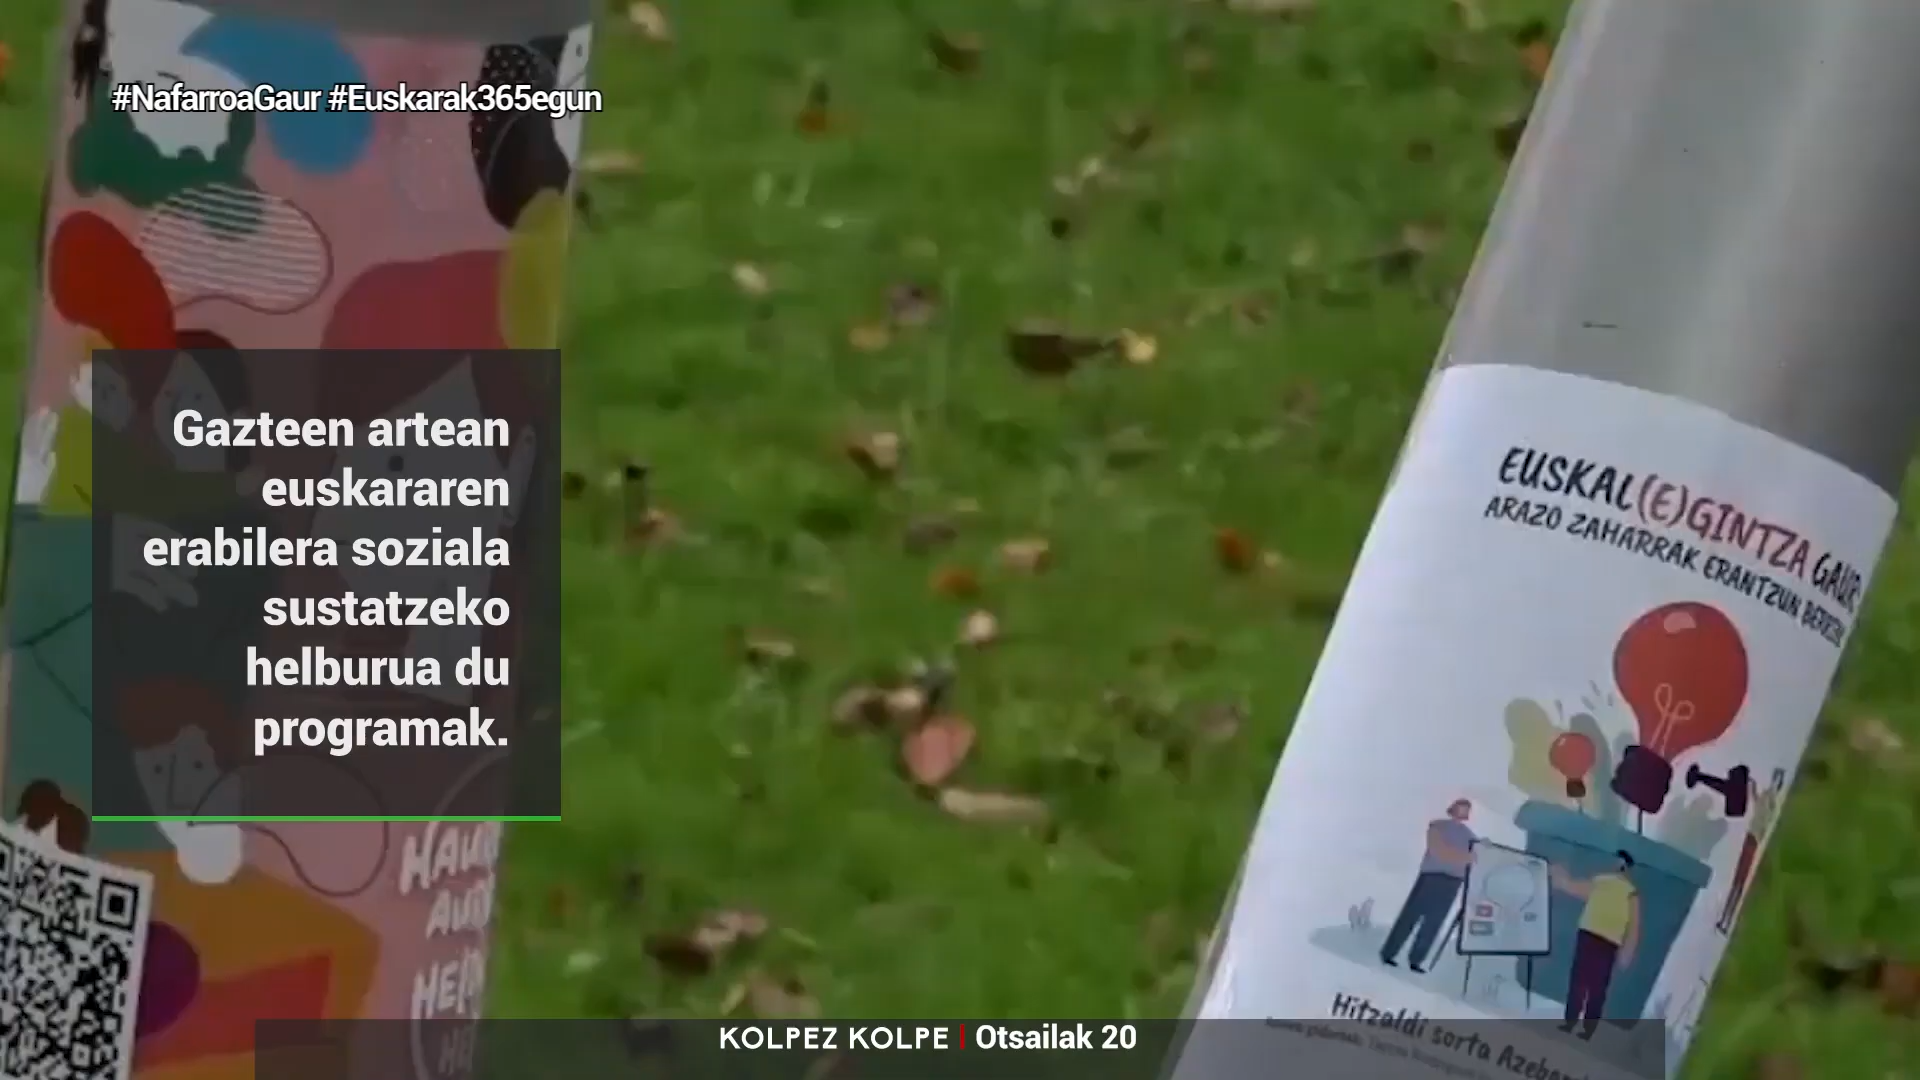 #NafarroaGaur #Euskarak365egun
Gazteen artean
euskararen
erabilera soziala
sustatzeko
helburua du
programak.
EUSKAL(E)GINTZA GAUR
ARAZO ZAHARRAK ERANTZUN
Hitzaldi sorta
KOLPEZ KOLPE | Otsailak 20